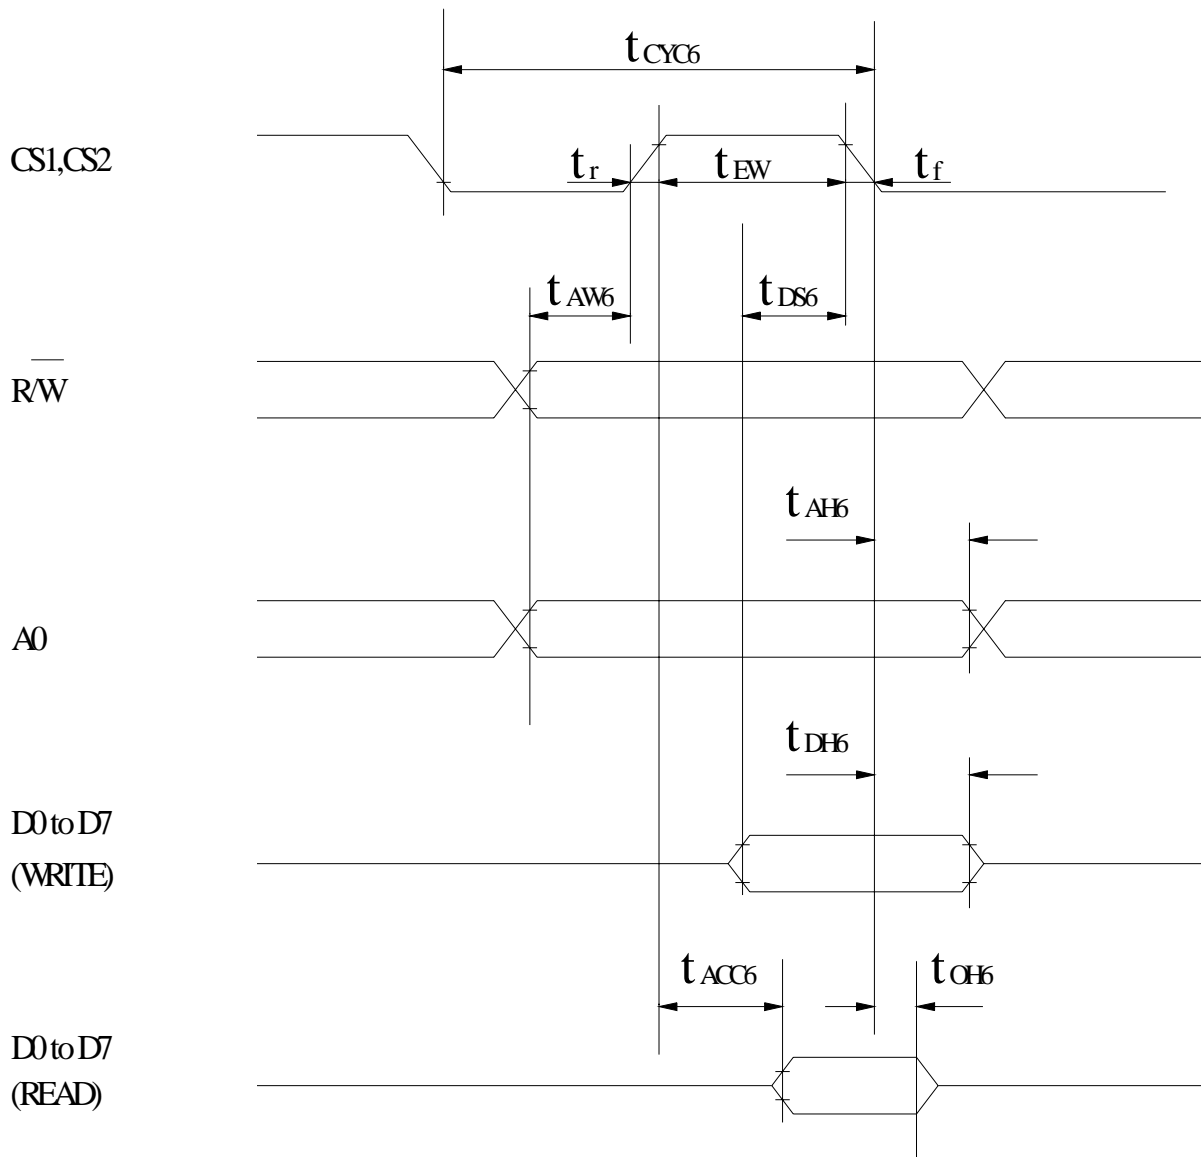 tCYC6
CS1,CS2
tr
tEW
tf
tAW6
tDS6
R/W̅
tAH6
A0
tDH6
D0 to D7
(WRITE)
tACC6
tOH6
D0 to D7
(READ)